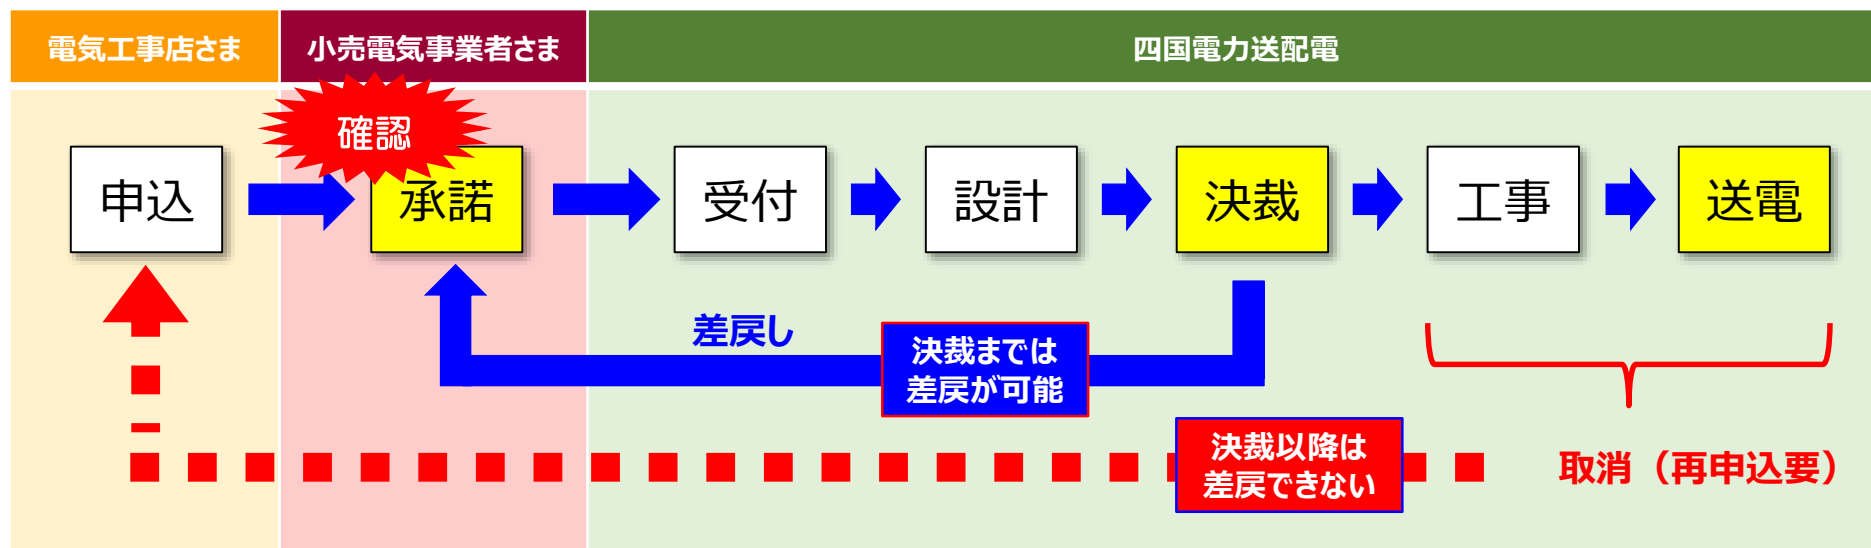 電気工事店さま
小売電気事業者さま
四国電力送配電
確認
申込
承諾
受付
設計
決裁
工事
送電
差戻し
決裁までは
差戻が可能
決裁以降は
差戻できない
取消（再申込要）